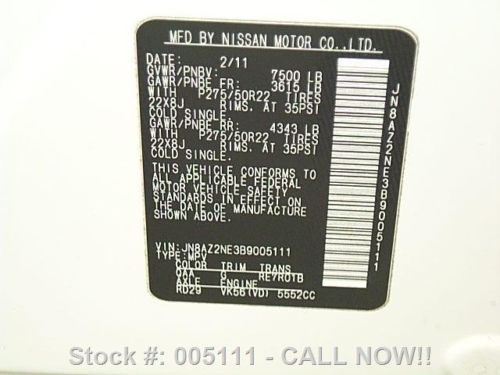 MFD BY NISSAN MOTOR CO.,LTD.
DATE: 2/11
GVWR/PNBV: 7500 LB
GAWR/PNBE FR: 3615 LB
WITH P275/60R22 TIRES
22X8J RIMS. AT 35PSI
COLD SINGLE.
GAWR/PNBE RR: 4343 LB
WITH P275/50R22 TIRES
22X8J RIMS. AT 35PSI
COLD SINGLE.
THIS VEHICLE CONFORMS TO
ALL APPLICABLE FEDERAL
MOTOR VEHICLE SAFETY
STANDARDS IN EFFECT ON
THE DATE OF MANUFACTURE
SHOWN ABOVE.
VIN: JN8AZ2NE3B9005111
TYPE: MPV
COLOR TRIM TRANS
QAA G RE7R01B
AXLE ENGINE
RD29 VK56(VD) 5552CC
JN8AZ2NE3B9005111
Stock #: 005111 - CALL NOW!!